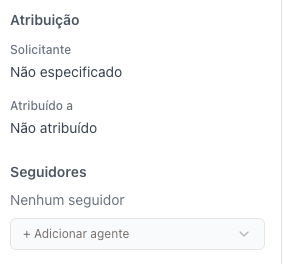 Atribuição
Solicitante
Não especificado
Atribuído a
Não atribuído
Seguidores
Nenhum seguidor
+ Adicionar agente